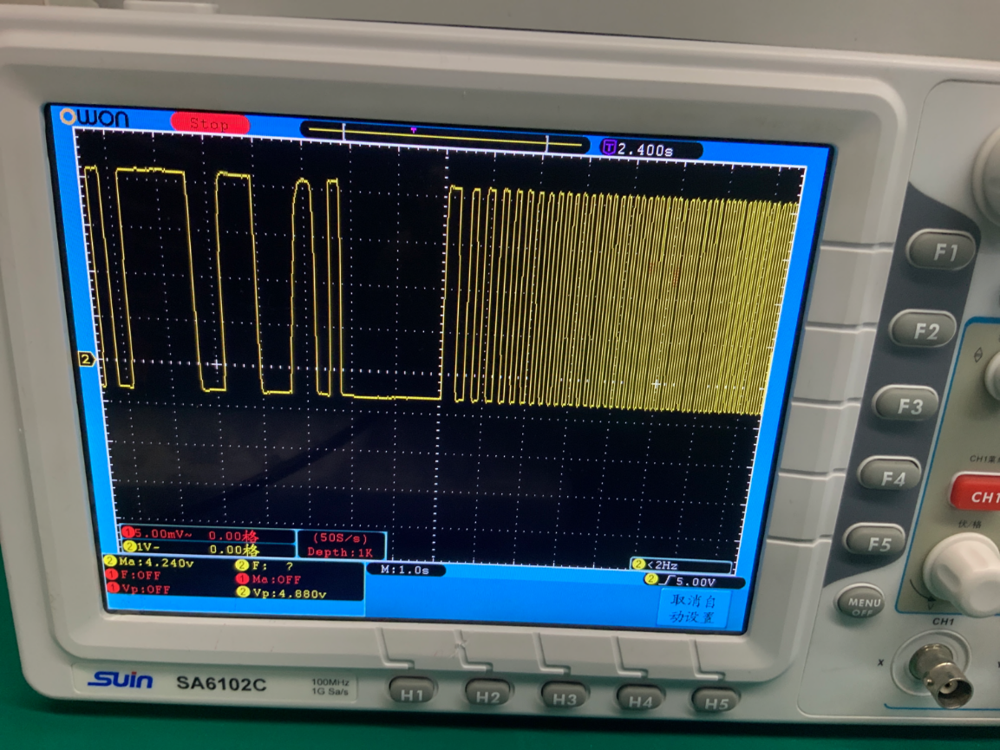 OWON
Stop
T 2.400s
2
① 5.00mV~ 0.00格
② 1V- 0.00格
(50S/s)
Depth:1K
② Ma:4.240v ② F: ?
① F:OFF ① Ma:OFF
① Vp:OFF ② Vp:4.880v
M:1.0s
② <2Hz
② 5.00V
取消自
动设置
F1
F2
F3
F4
F5
MENU
OFF
CH1
伏/格
CH1
X
SUIN SA6102C
100MHz
1G Sa/s
H1 H2 H3 H4 H5